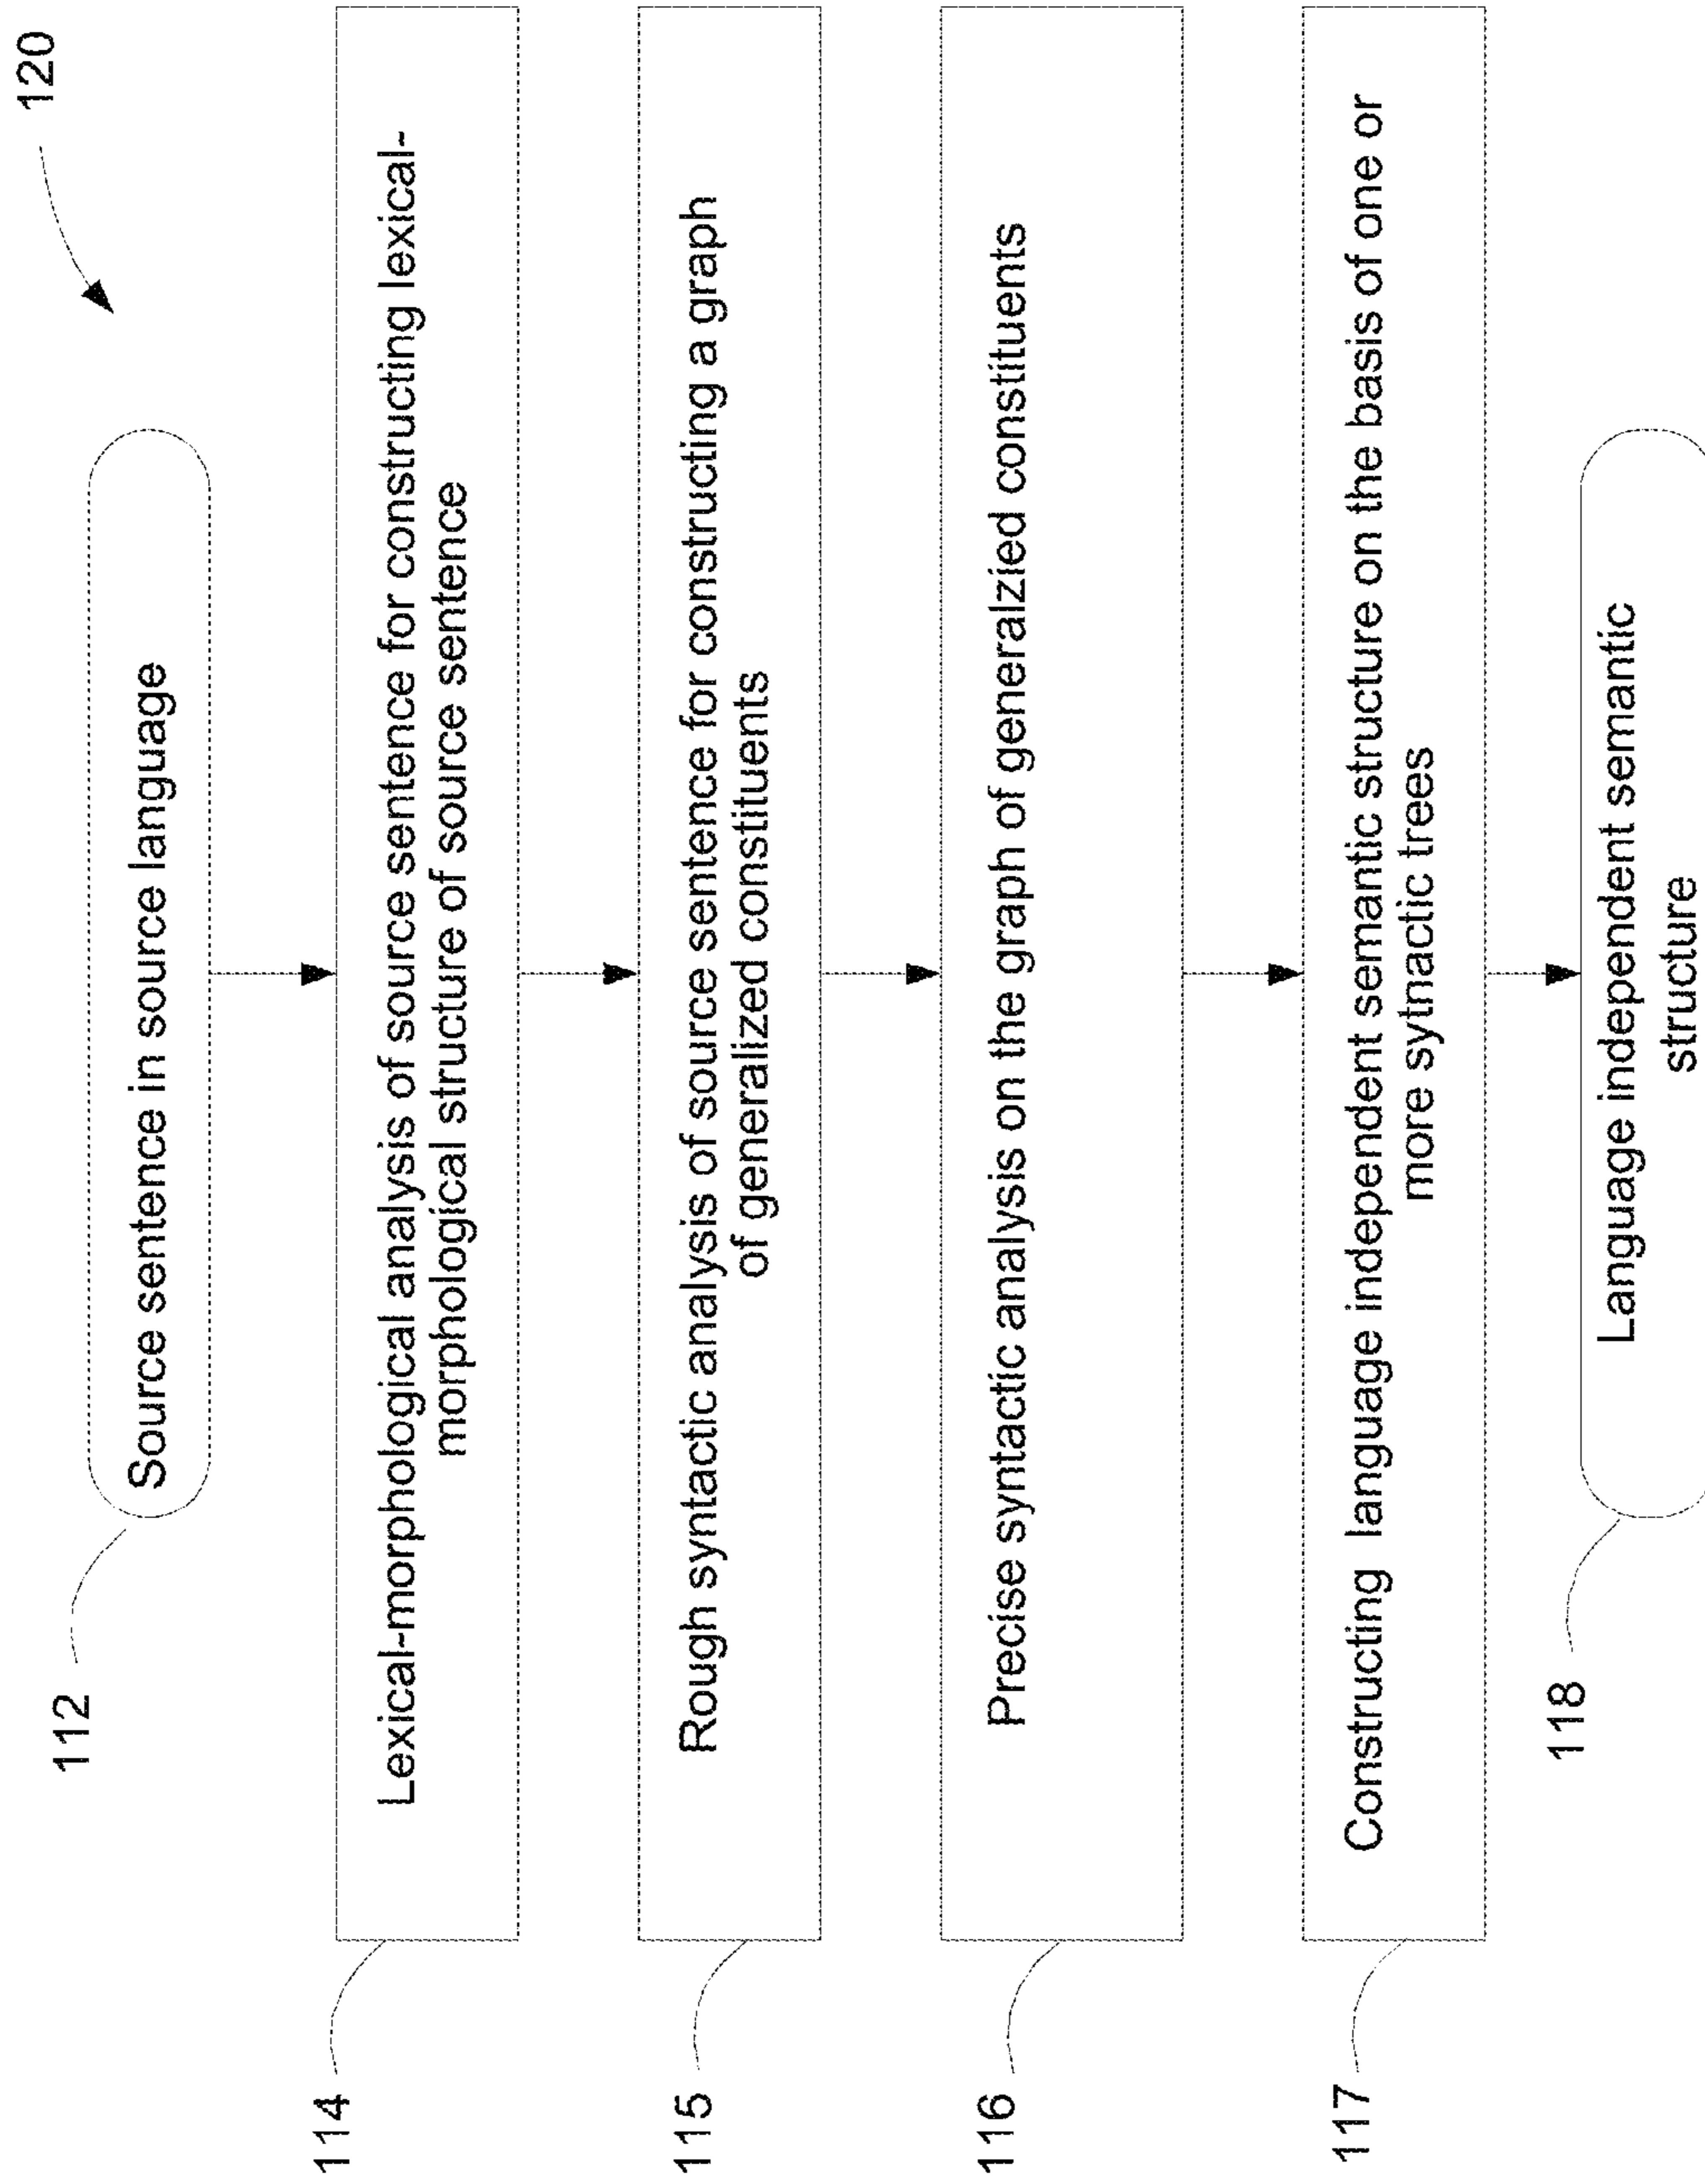 120
112
Source sentence in source language
114
Lexical-morphological analysis of source sentence for constructing lexical-
morphological structure of source sentence
115
Rough syntactic analysis of source sentence for constructing a graph
of generalized constituents
116
Precise syntactic analysis on the graph of generalzied constituents
117
Constructing language independent semantic structure on the basis of one or
more sytnactic trees
118
Language independent semantic
structure